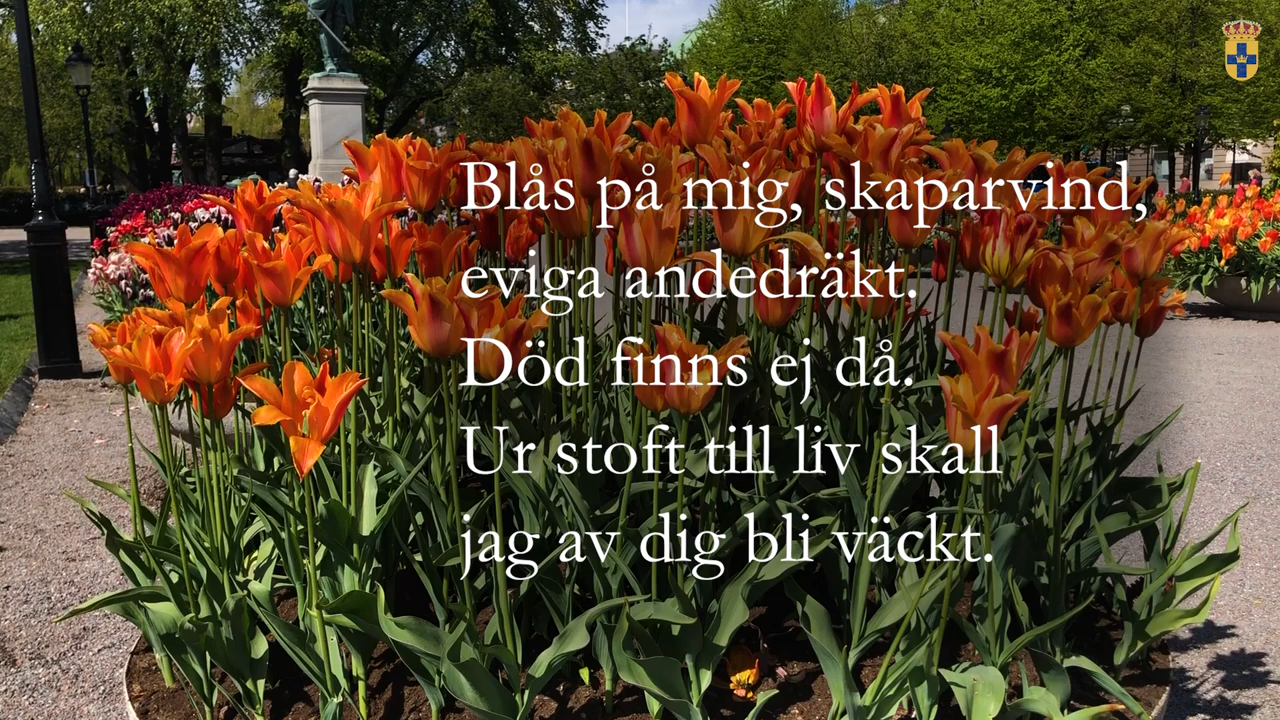 Blås på mig, skaparvind,
eviga andedräkt.
Död finns ej då.
Ur stoft till liv skall
jag av dig bli väckt.